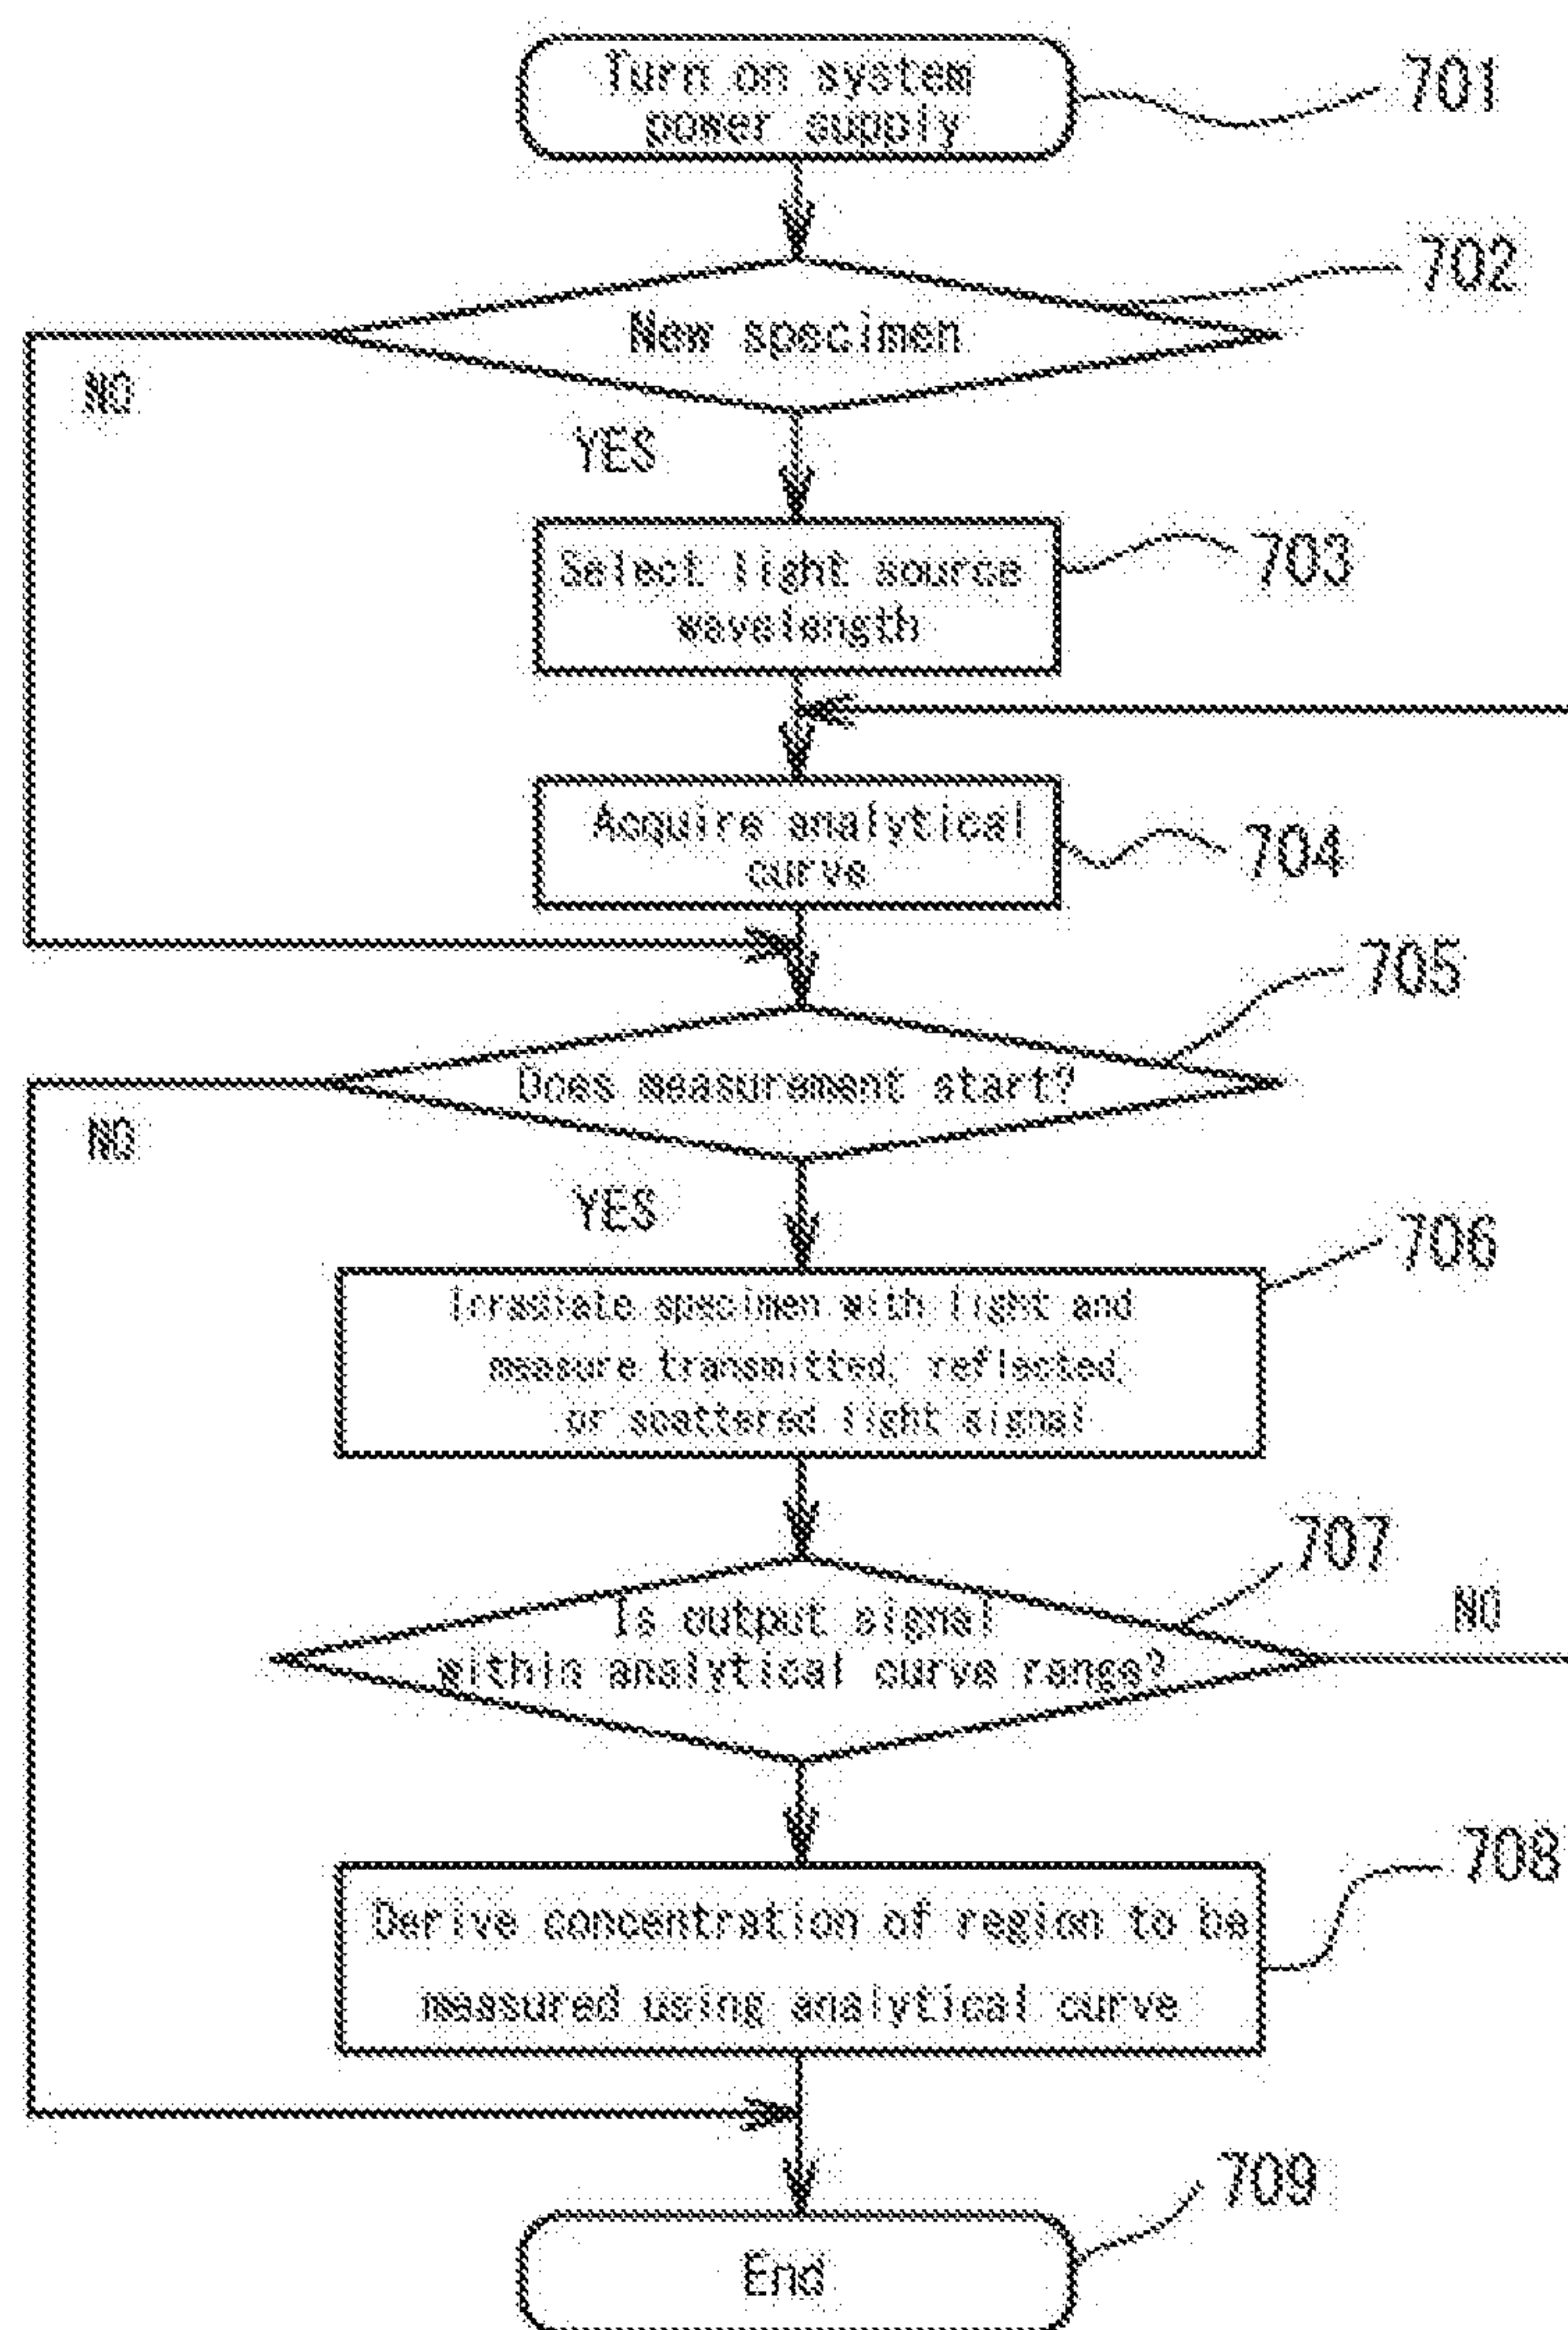 Turn on system
power supply
701
702
New specimen
NO
YES
Select light source
wavelength
703
Acquire analytical
curve
704
705
Does measurement start?
NO
YES
706
Irradiate specimen with light and
measure transmitted, reflected,
or scattered light signal
707
Is output signal
within analytical curve range?
NO
708
Derive concentration of region to be
measured using analytical curve
709
End